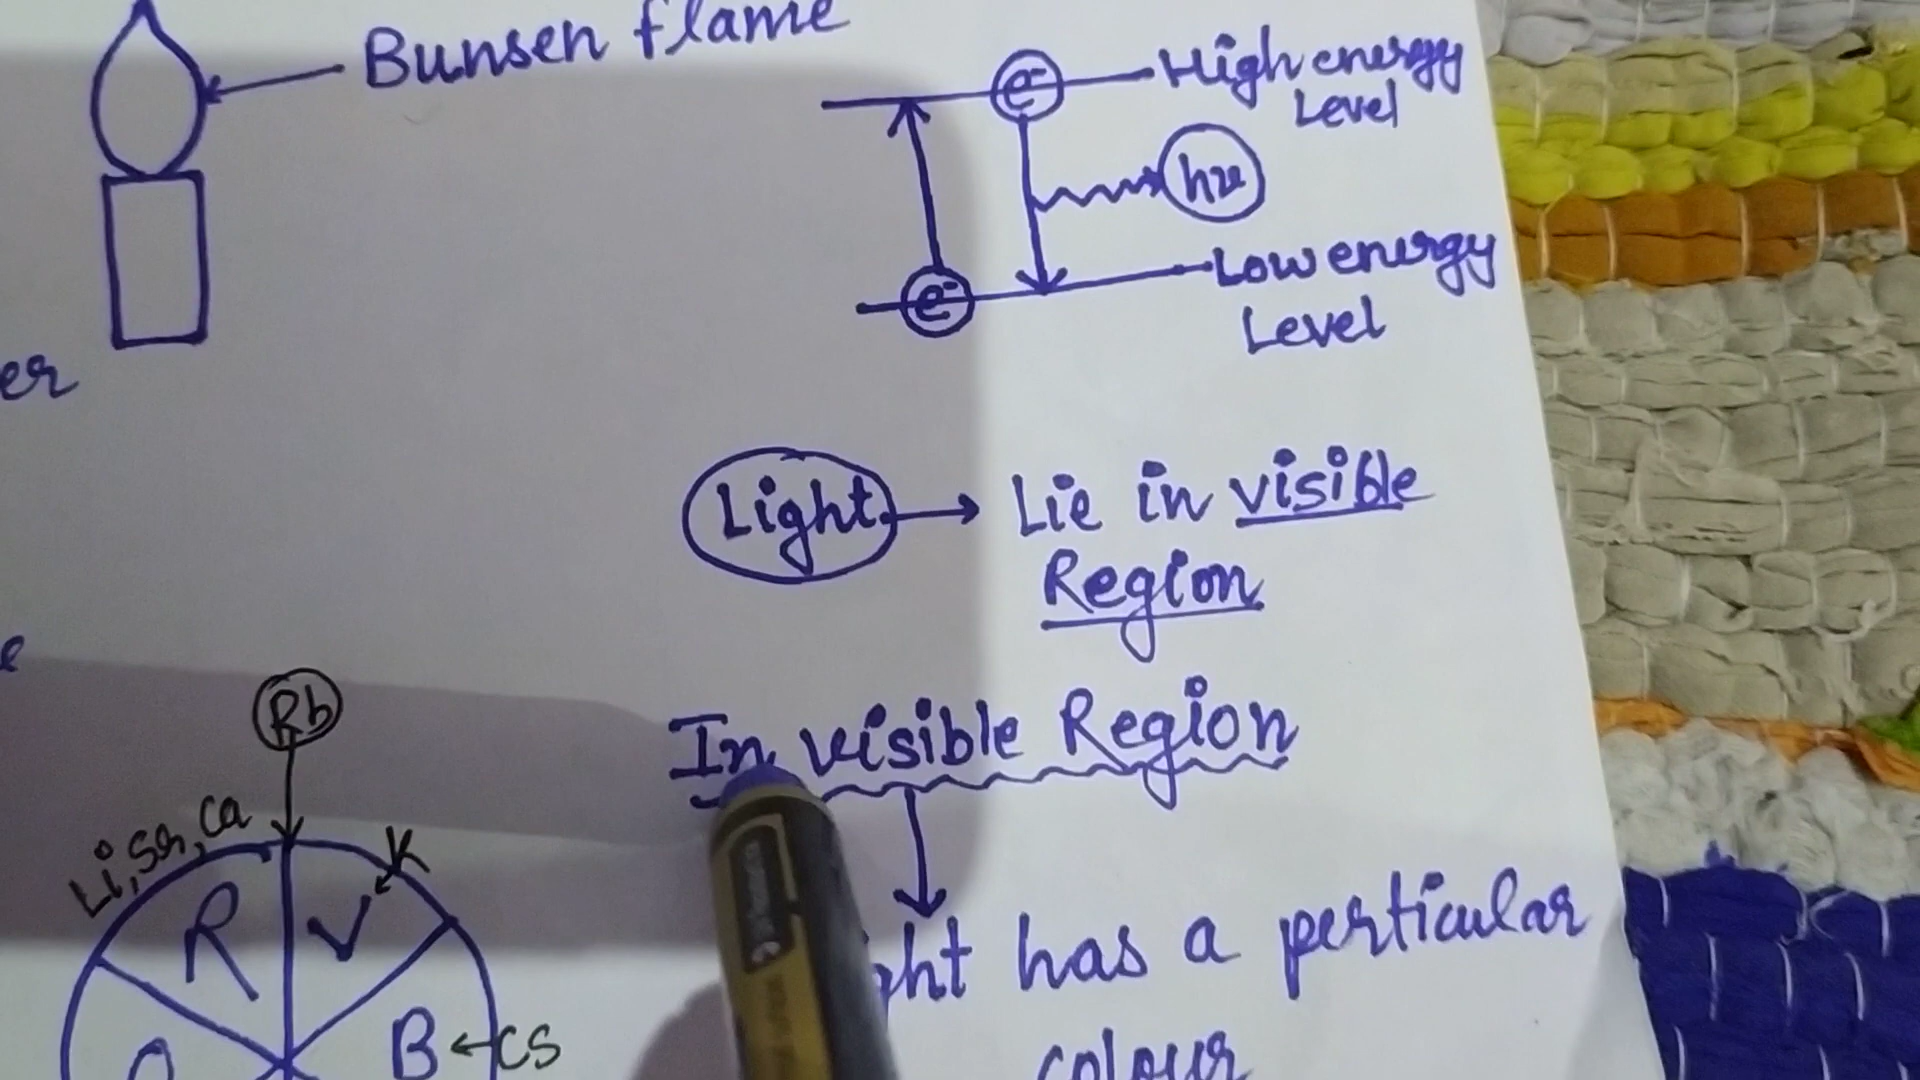 Bunsen flame
e-
High energy
Level
hν
e-
Low energy
Level
er
Light
Lie in visible
Region
e
Rb
In visible Region
Li, Sr, Ca
K
R
V
ght has a perticular
B
Cs
colour